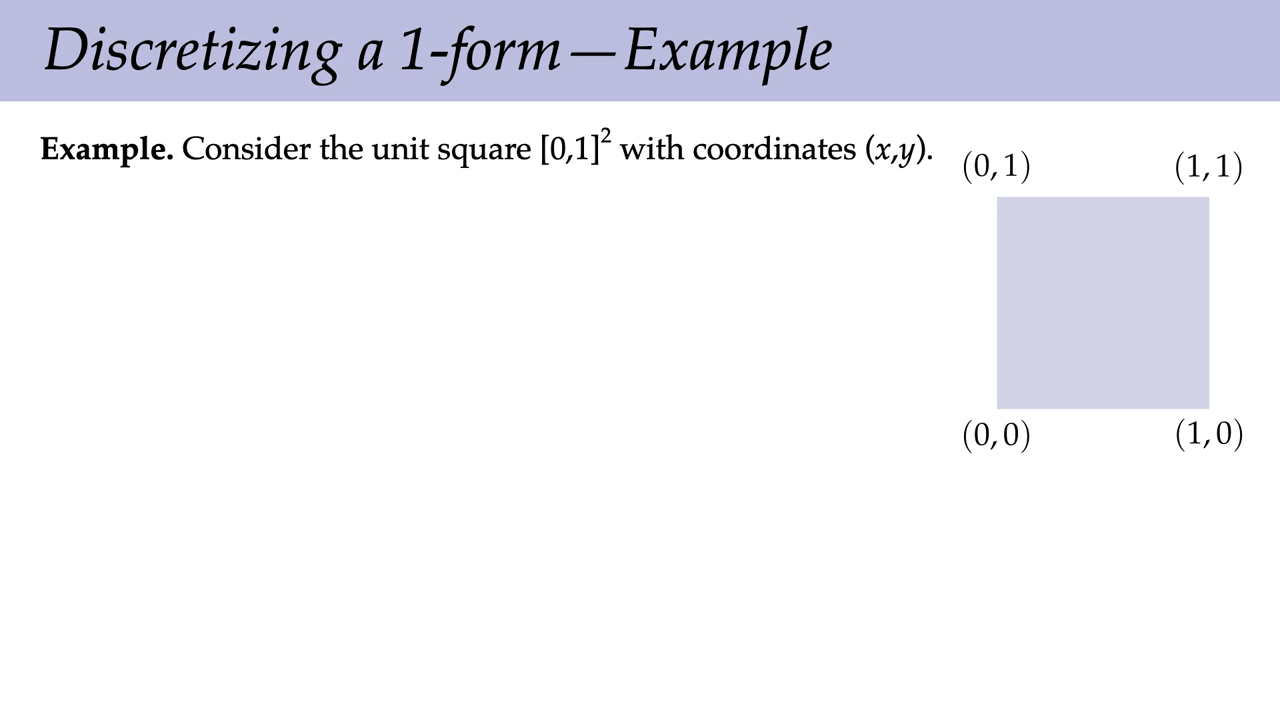 Discretizing a 1-form—Example
Example. Consider the unit square [0,1]² with coordinates (x,y).
(0, 1) (1, 1)
(0, 0) (1, 0)